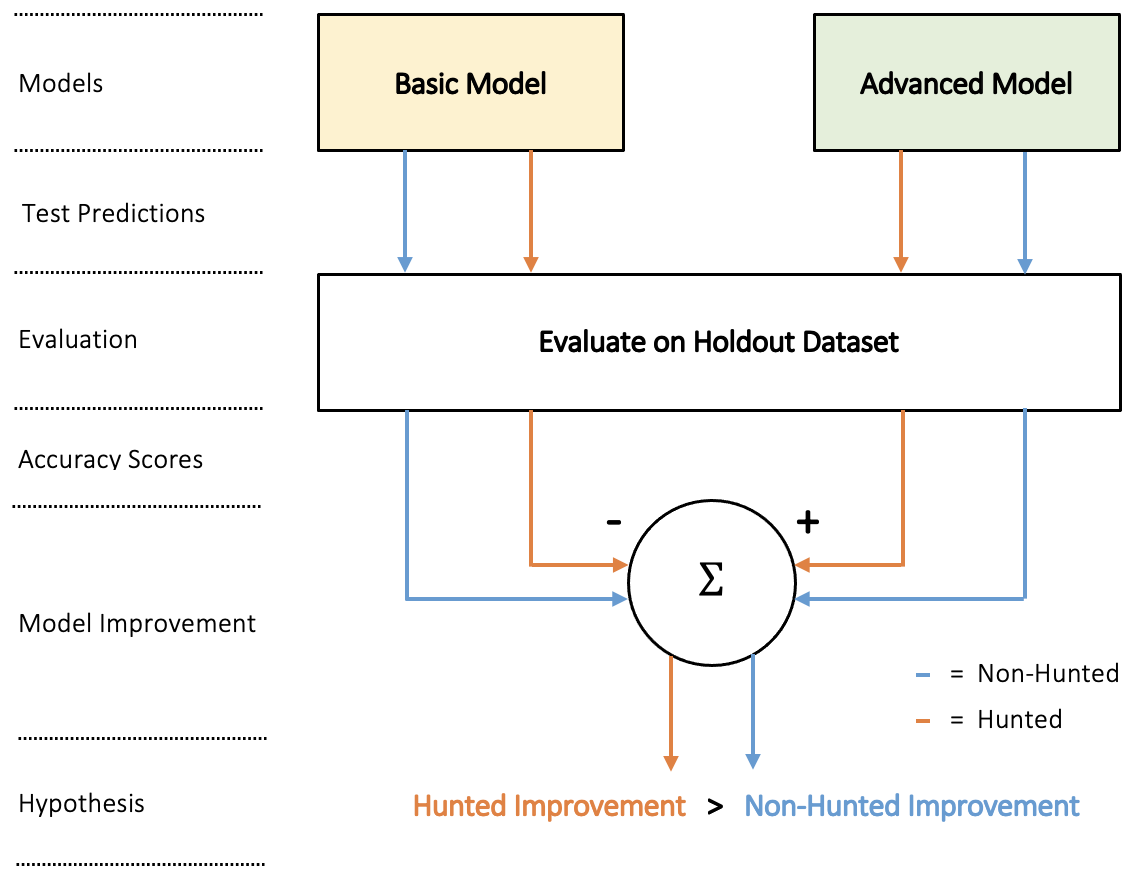 Models
Basic Model
Advanced Model
Test Predictions
Evaluation
Evaluate on Holdout Dataset
Accuracy Scores
- +
Σ
Model Improvement
= Non-Hunted
= Hunted
Hypothesis
Hunted Improvement > Non-Hunted Improvement